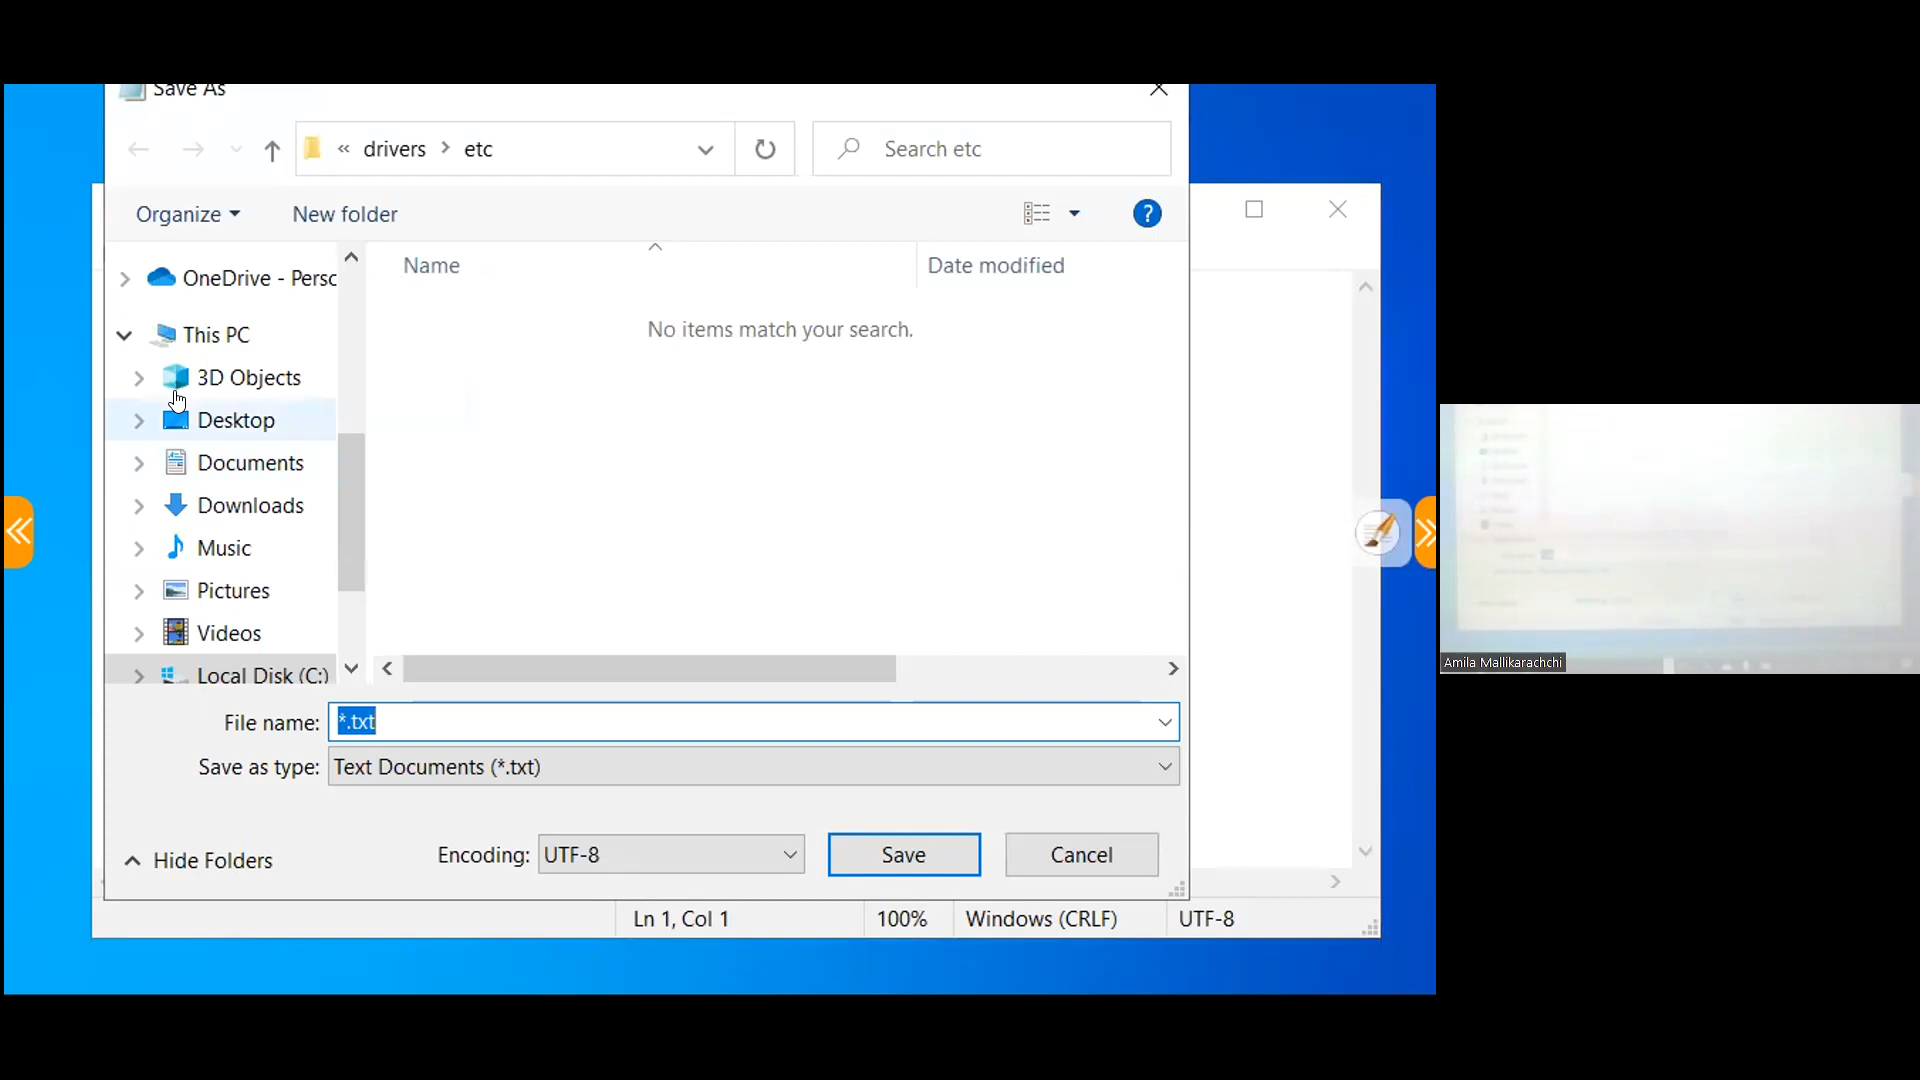 Save As
« drivers > etc
Search etc
Organize
New folder
?
Name
Date modified
OneDrive - Persc
No items match your search.
This PC
3D Objects
Desktop
Documents
Downloads
Music
Pictures
Videos
Local Disk (C:)
File name: *.txt
Save as type: Text Documents (*.txt)
Hide Folders
Encoding: UTF-8
Save
Cancel
Ln 1, Col 1
100%
Windows (CRLF)
UTF-8
Amila Mallikarachchi